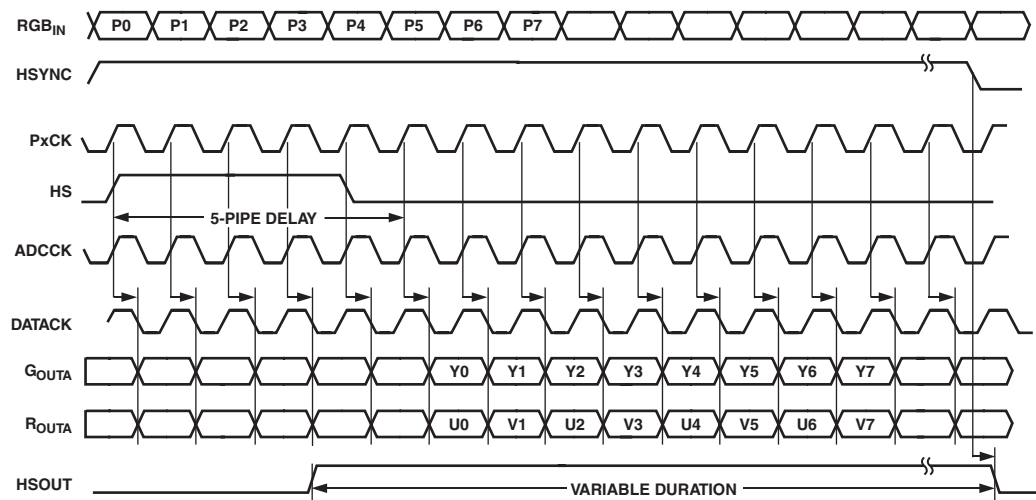 RGBIN P0 P1 P2 P3 P4 P5 P6 P7
HSYNC
PxCK
HS
5-PIPE DELAY
ADCCK
DATACK
GOUTA Y0 Y1 Y2 Y3 Y4 Y5 Y6 Y7
ROUTA U0 V1 U2 V3 U4 V5 U6 V7
HSOUT
VARIABLE DURATION